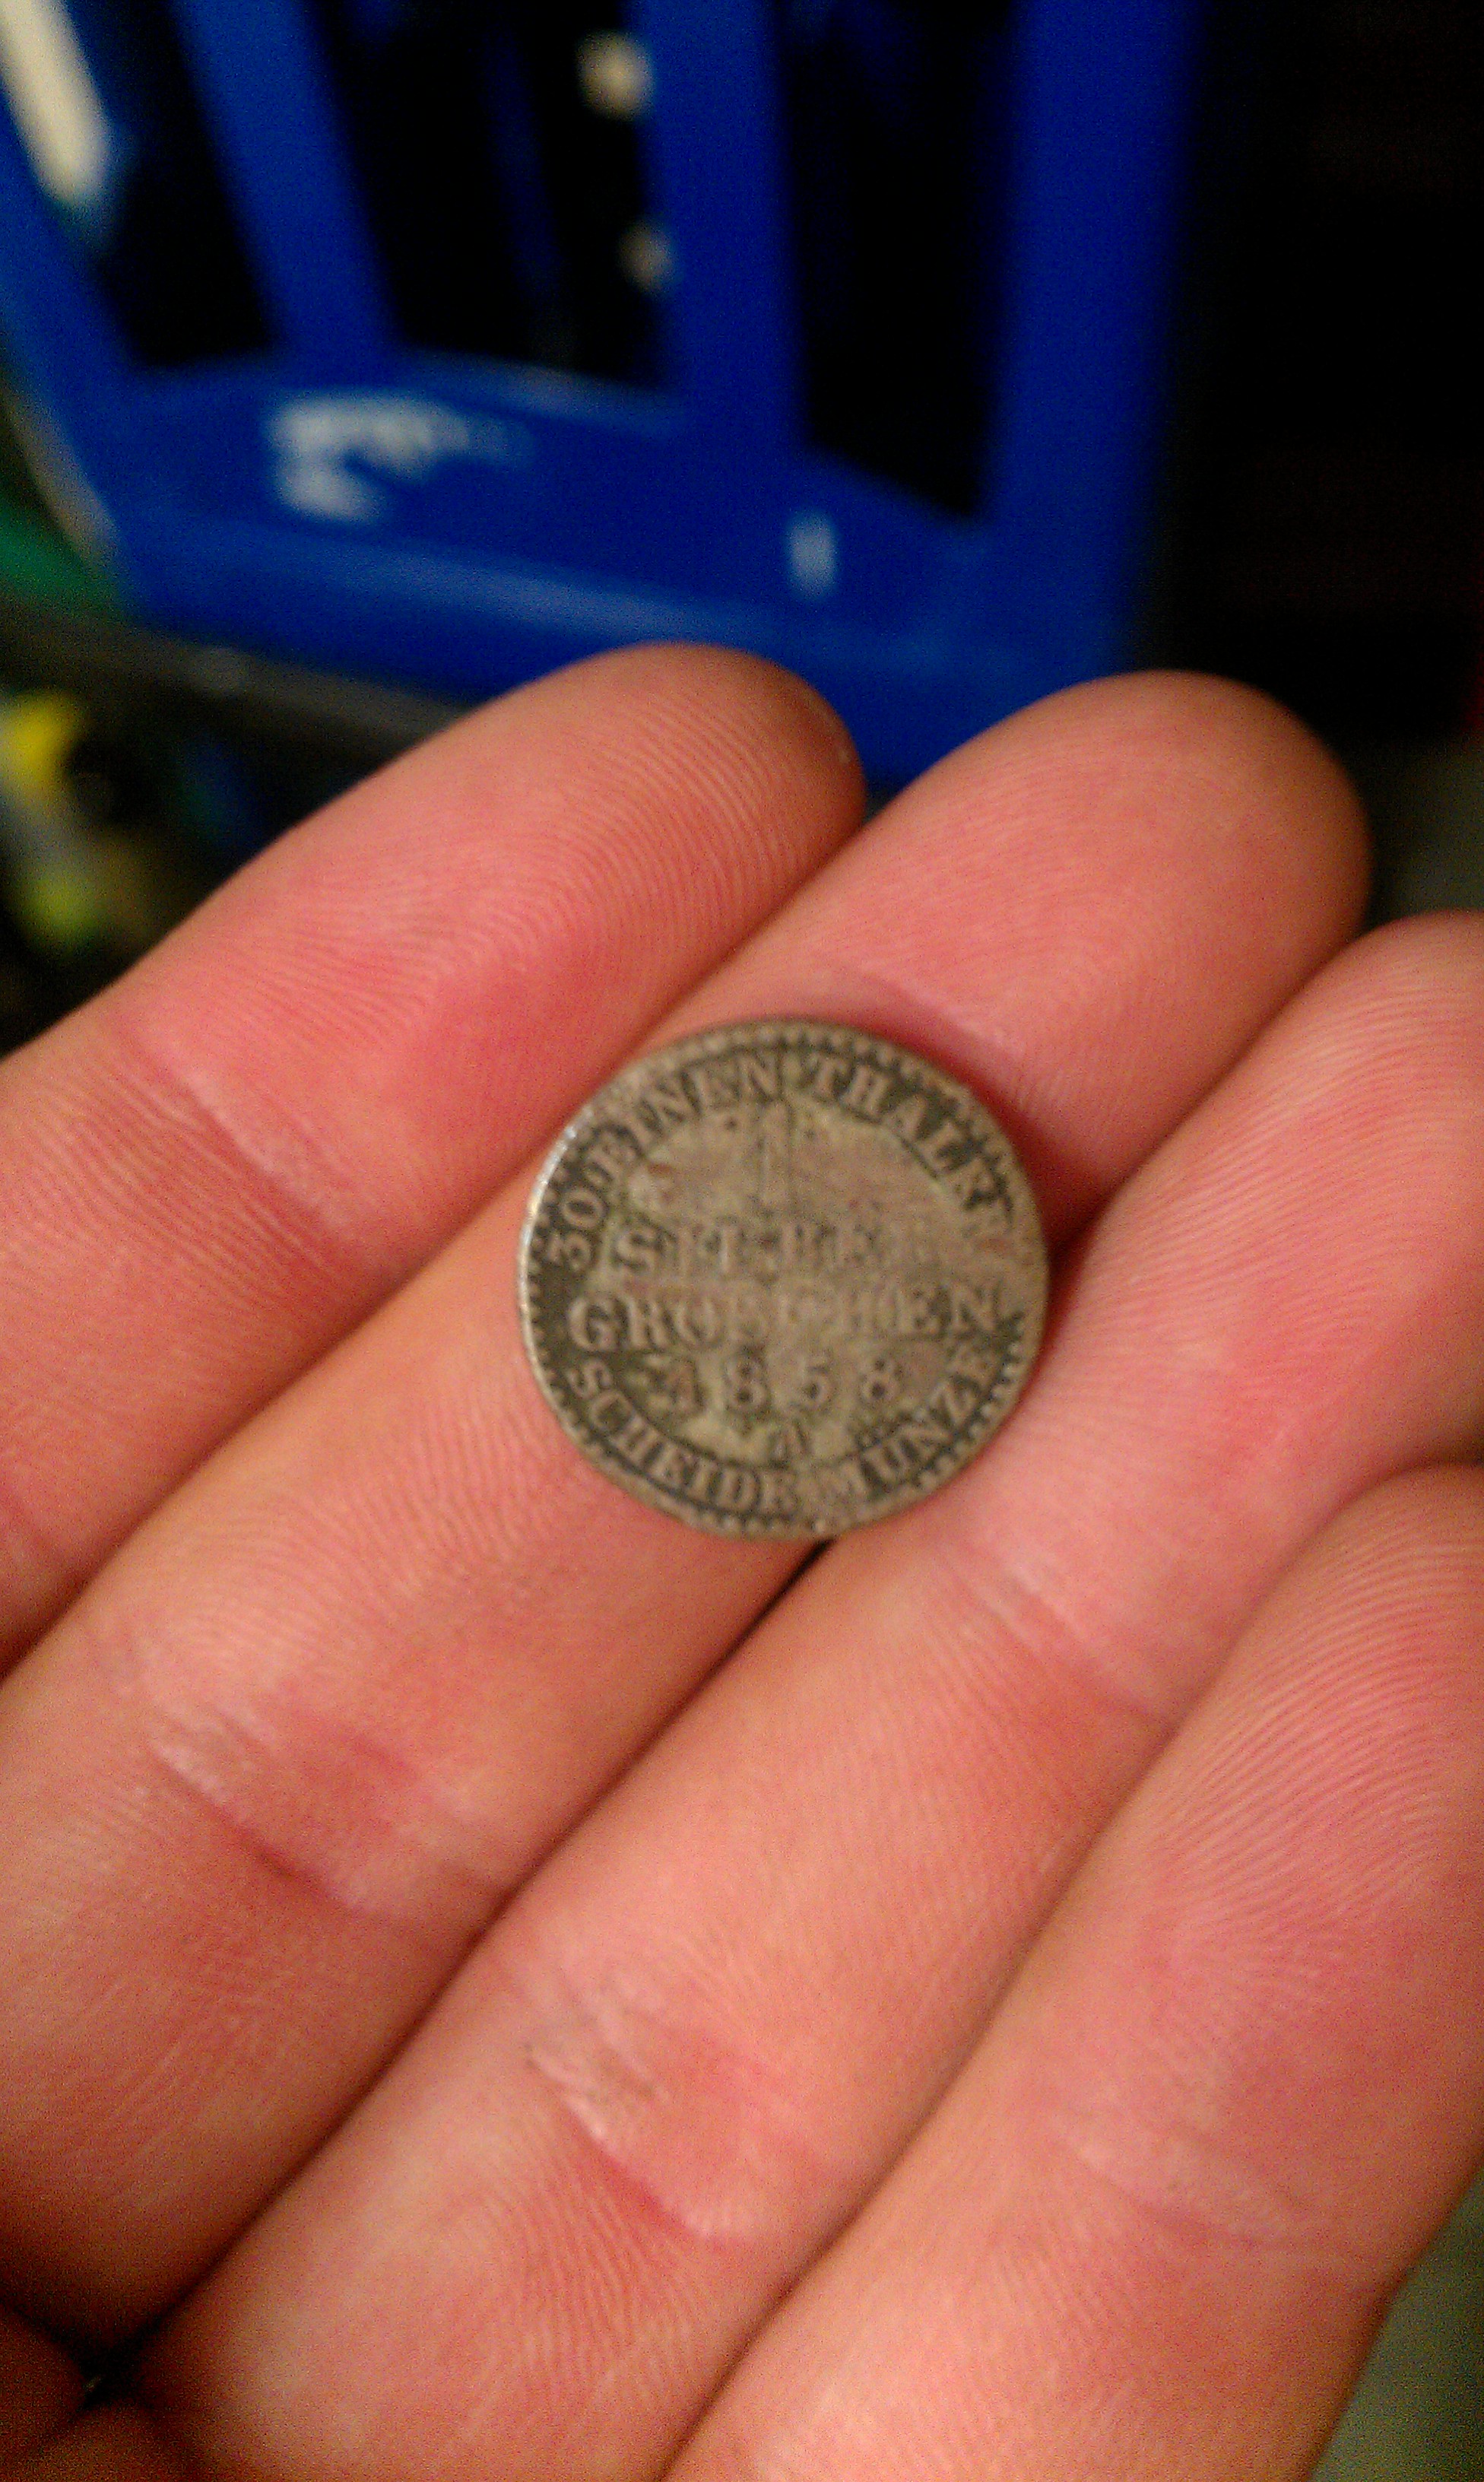 30 EINEN THALER
1
SILBER
GROSCHEN
1858
A
SCHEIDE MÜNZE